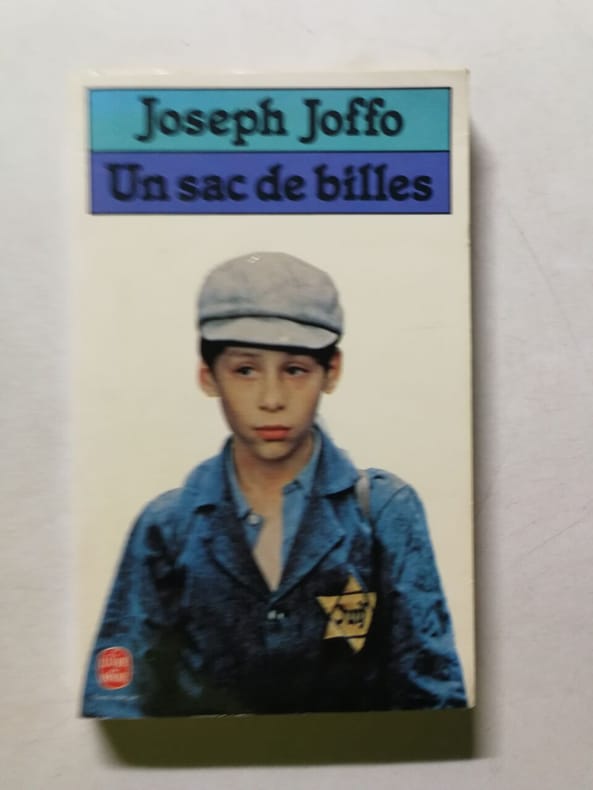 Joseph Joffo
Un sac de billes
Juif